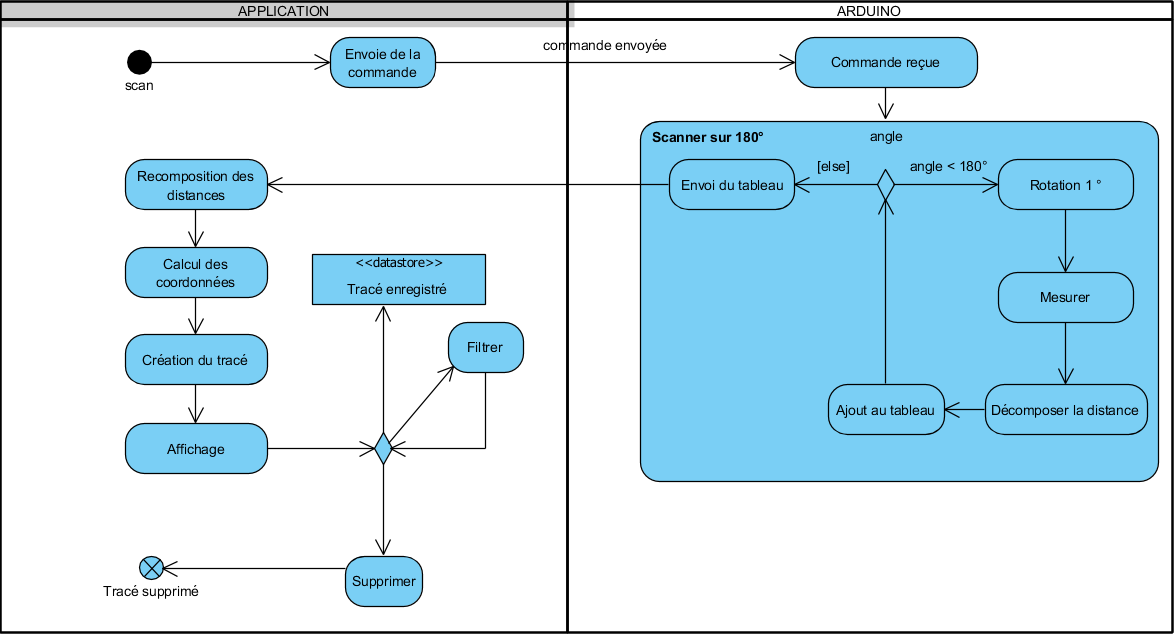 APPLICATION
ARDUINO
scan
Envoie de la
commande
commande envoyée
Commande reçue
Scanner sur 180°
angle
Envoi du tableau
[else]
angle < 180°
Rotation 1 °
Mesurer
Décomposer la distance
Ajout au tableau
Recomposition des
distances
Calcul des
coordonnées
Création du tracé
Affichage
<<datastore>>
Tracé enregistré
Filtrer
Supprimer
Tracé supprimé